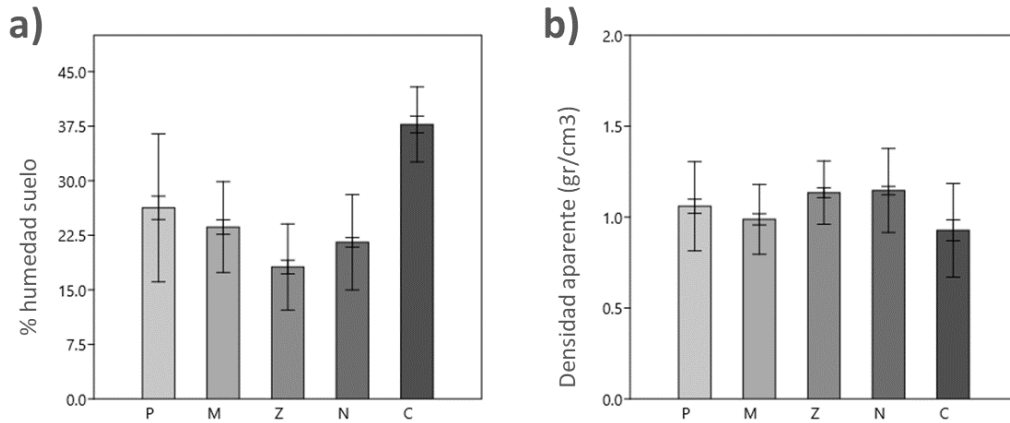 a)
% humedad suelo
45.0
37.5
30.0
22.5
15.0
7.5
0.0
P M Z N C
b)
Densidad aparente (gr/cm3)
2.0
1.5
1.0
0.5
0.0
P M Z N C